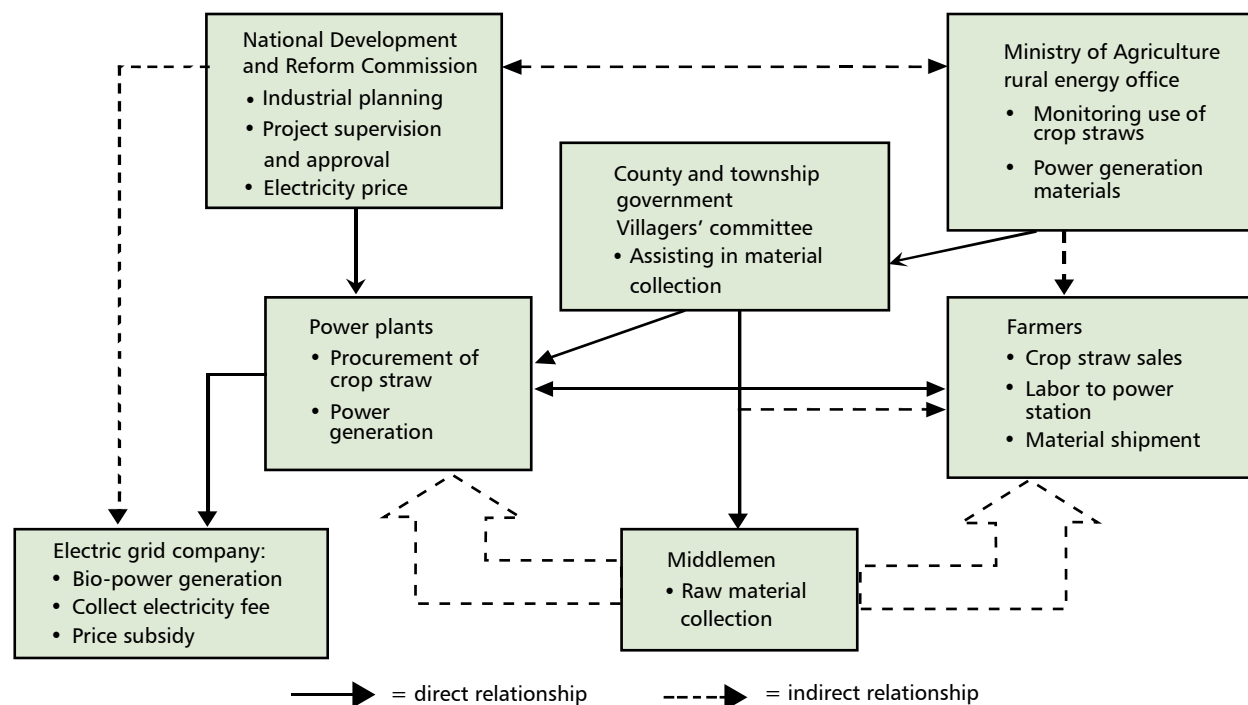 National Development
and Reform Commission
• Industrial planning
• Project supervision
and approval
• Electricity price
Ministry of Agriculture
rural energy office
• Monitoring use of
crop straws
• Power generation
materials
County and township
government
Villagers’ committee
• Assisting in material
collection
Power plants
• Procurement of
crop straw
• Power
generation
Farmers
• Crop straw sales
• Labor to power
station
• Material shipment
Electric grid company:
• Bio-power generation
• Collect electricity fee
• Price subsidy
Middlemen
• Raw material
collection
= direct relationship
= indirect relationship